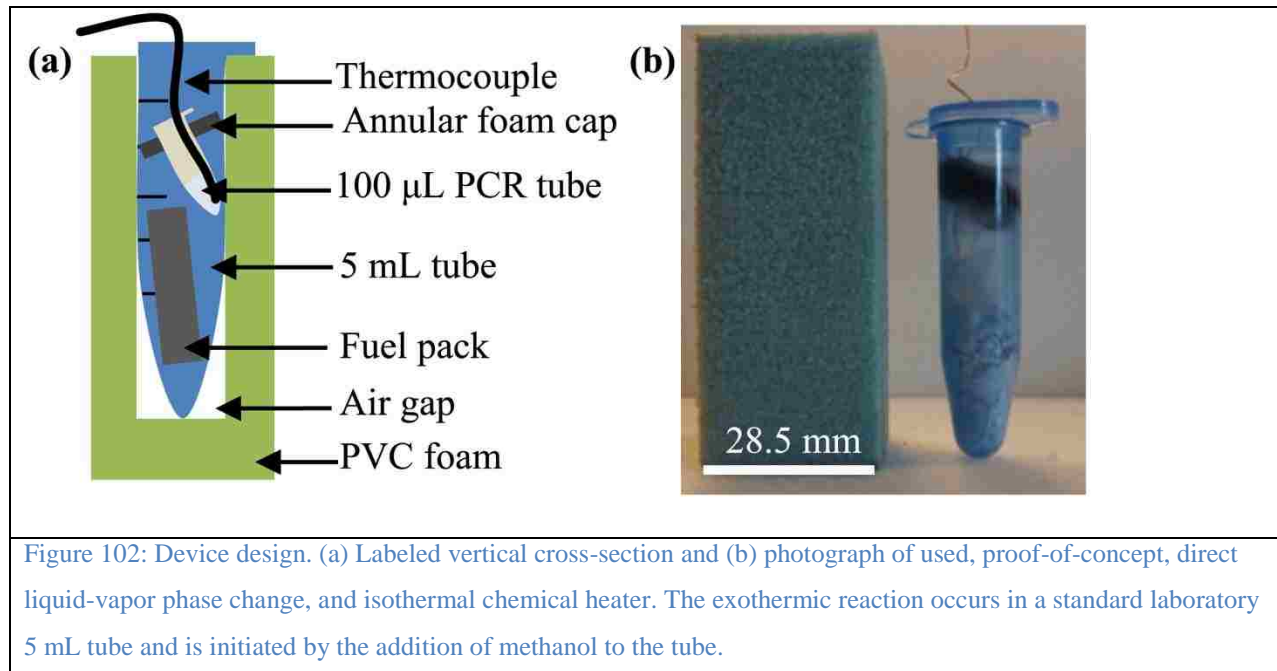 (a)
Thermocouple
Annular foam cap
100 μL PCR tube
5 mL tube
Fuel pack
Air gap
PVC foam
(b)
28.5 mm
Figure 102: Device design. (a) Labeled vertical cross-section and (b) photograph of used, proof-of-concept, direct
liquid-vapor phase change, and isothermal chemical heater. The exothermic reaction occurs in a standard laboratory
5 mL tube and is initiated by the addition of methanol to the tube.